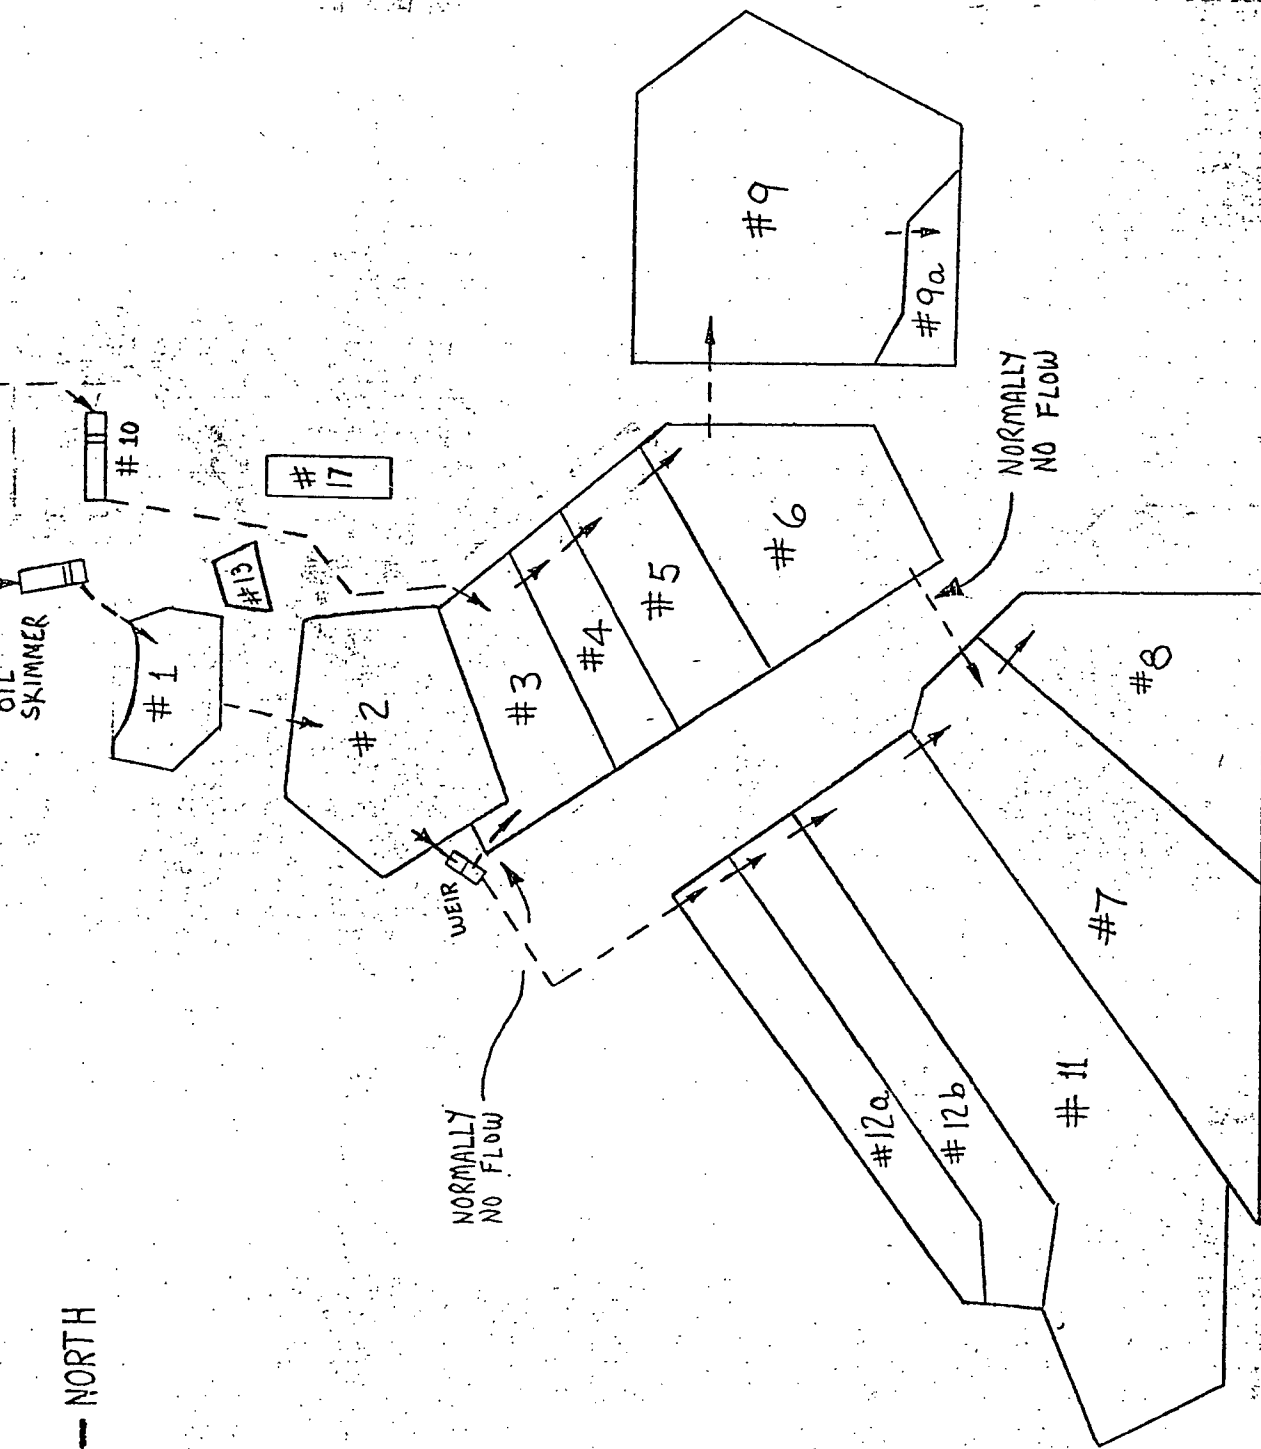 OIL
SKIMMER
#10
#17
#13
#1
#2
#3
#4
#5
#6
#9
#9a
NORMALLY
NO FLOW
WEIR
NORMALLY
NO FLOW
#8
#7
#11
#12a
#12b
— NORTH